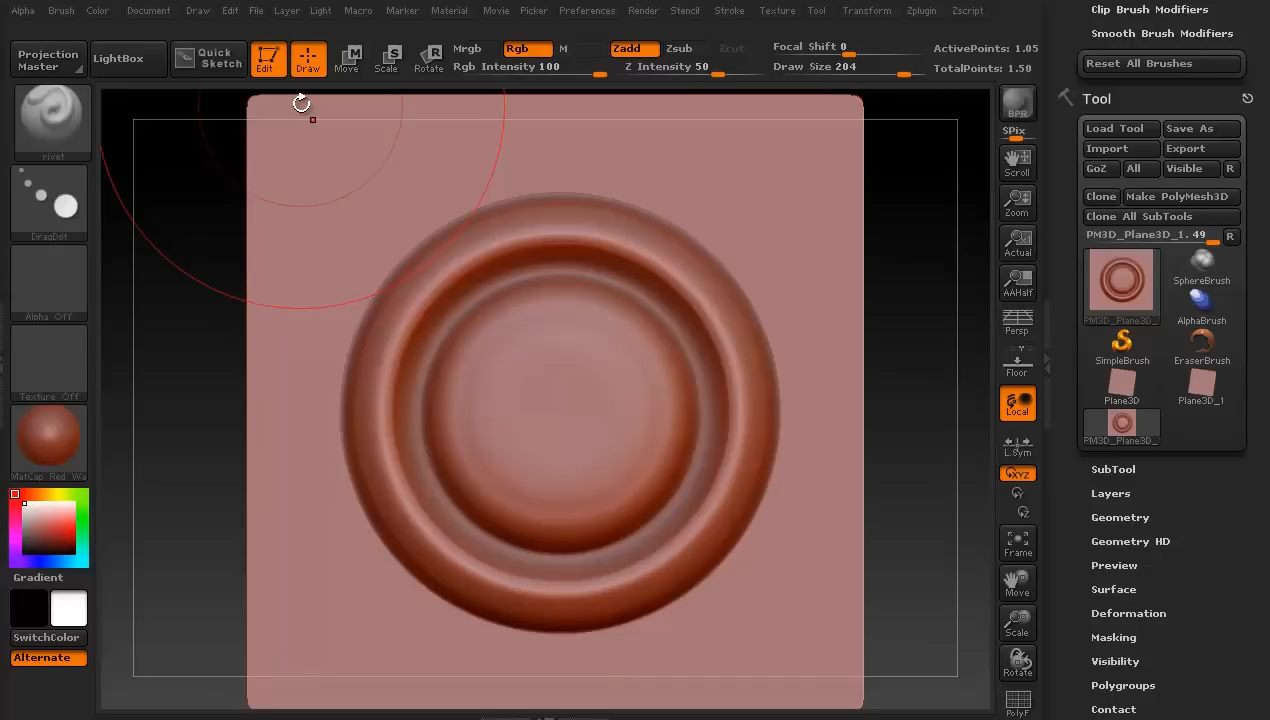 Alpha Brush Color Document Draw Edit File Layer Light Macro Marker Material Movie Picker Preferences Render Stencil Stroke Texture Tool Transform Zplugin Zscript
Projection Master
LightBox
Quick Sketch
Edit
Draw
Move
Scale
Rotate
Mrgb Rgb M
Rgb Intensity 100
Zadd Zsub Zcut
Z Intensity 50
Focal Shift 0
Draw Size 204
ActivePoints: 1.05
TotalPoints: 1.50
rivet
DragDot
Alpha Off
Texture Off
MatCap Red Wa
Gradient
SwitchColor
Alternate
BPR
SPix
Scroll
Zoom
Actual
AAHalf
Persp
Floor
Local
L.Sym
XYZ
Y
Z
Frame
Move
Scale
Rotate
PolyF
Clip Brush Modifiers
Smooth Brush Modifiers
Reset All Brushes
Tool
Load Tool Save As
Import Export
GoZ All Visible R
Clone Make PolyMesh3D
Clone All SubTools
PM3D_Plane3D_1. 49 R
PM3D_Plane3D_
SphereBrush
AlphaBrush
SimpleBrush
EraserBrush
Plane3D
Plane3D_1
PM3D_Plane3D_
SubTool
Layers
Geometry
Geometry HD
Preview
Surface
Deformation
Masking
Visibility
Polygroups
Contact